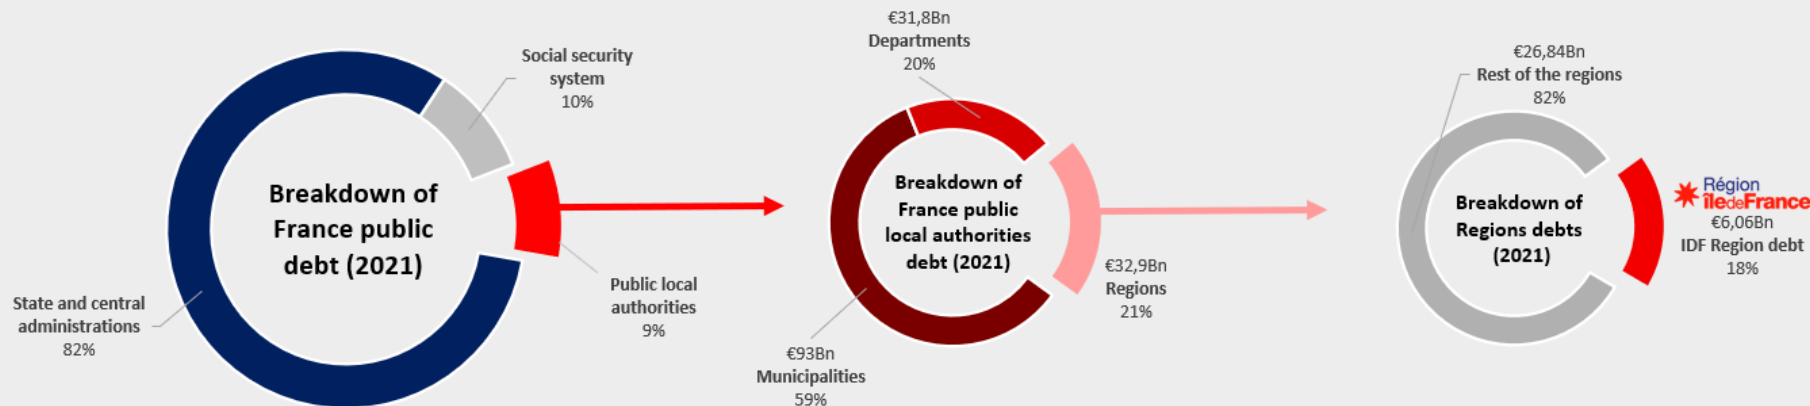 Breakdown of
France public
debt (2021)
Social security
system
10%
Public local
authorities
9%
State and central
administrations
82%
Breakdown of
France public
local authorities
debt (2021)
€31,8Bn
Departments
20%
€32,9Bn
Regions
21%
€93Bn
Municipalities
59%
Breakdown of
Regions debts
(2021)
€26,84Bn
Rest of the regions
82%
Région
îledeFrance
€6,06Bn
IDF Region debt
18%